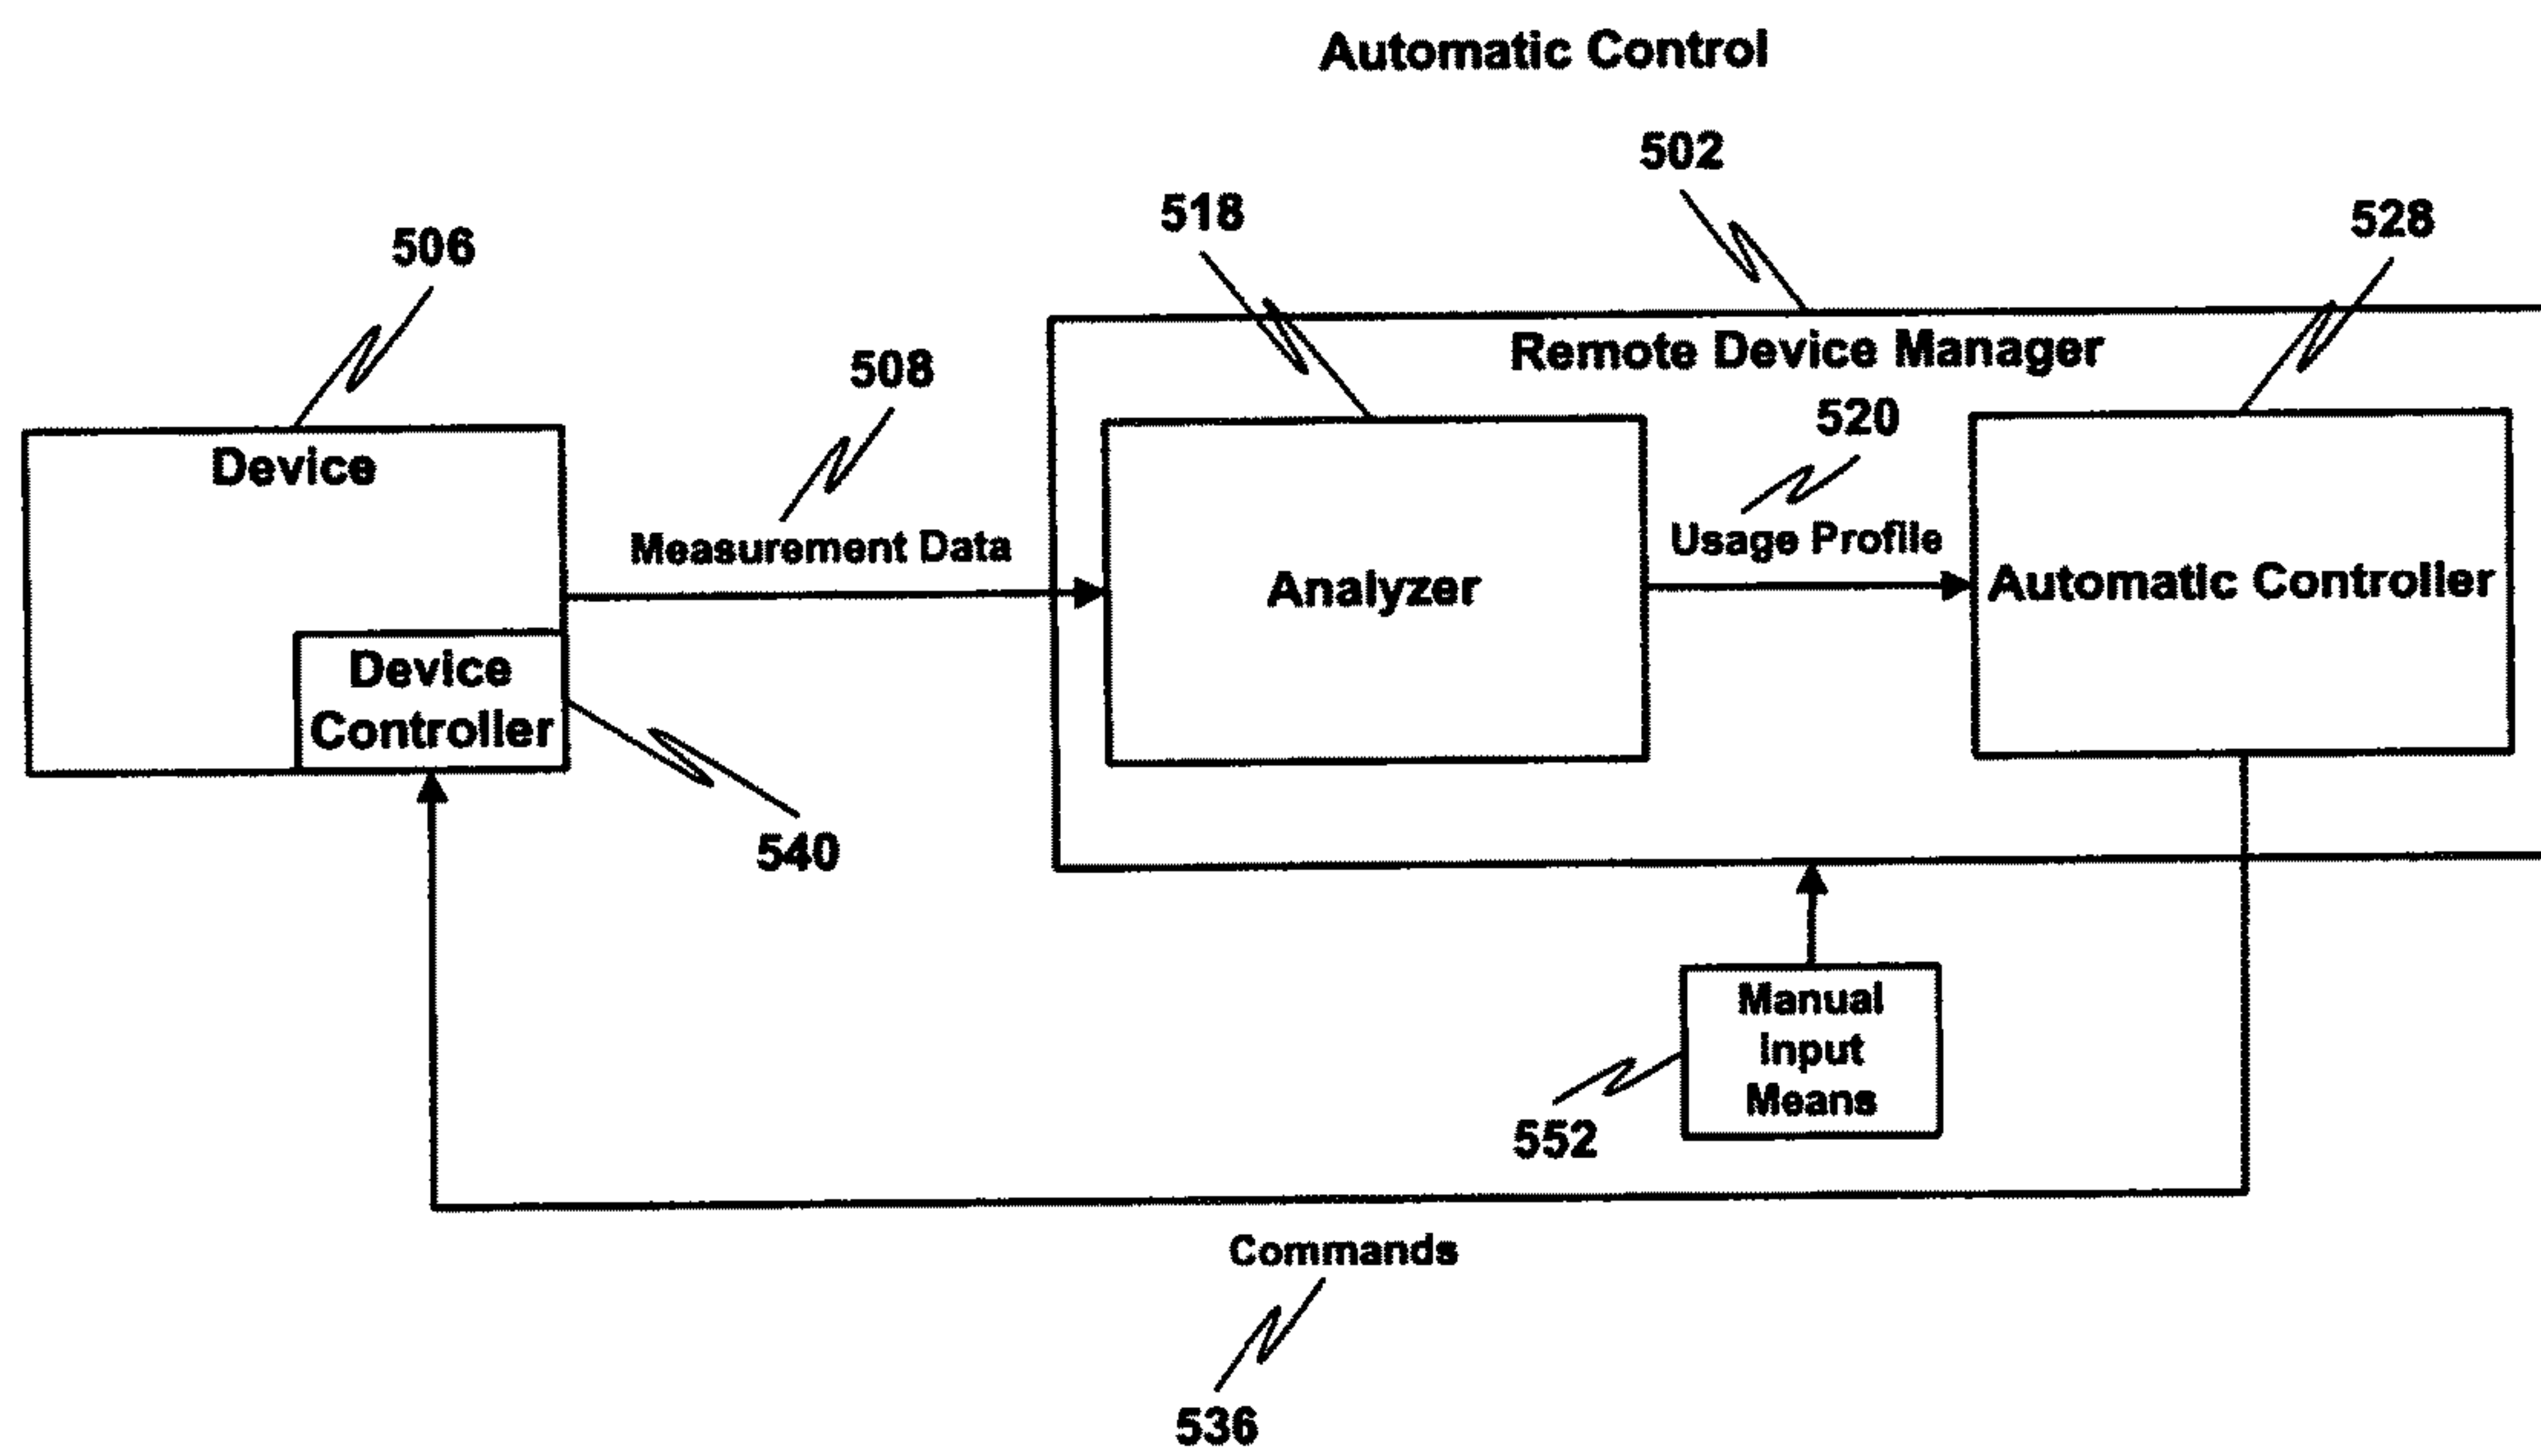 Automatic Control
502
518
528
506
Remote Device Manager
508
520
Device
Measurement Data
Usage Profile
Analyzer
Automatic Controller
Device
Controller
540
Manual
Input
Means
552
Commands
536